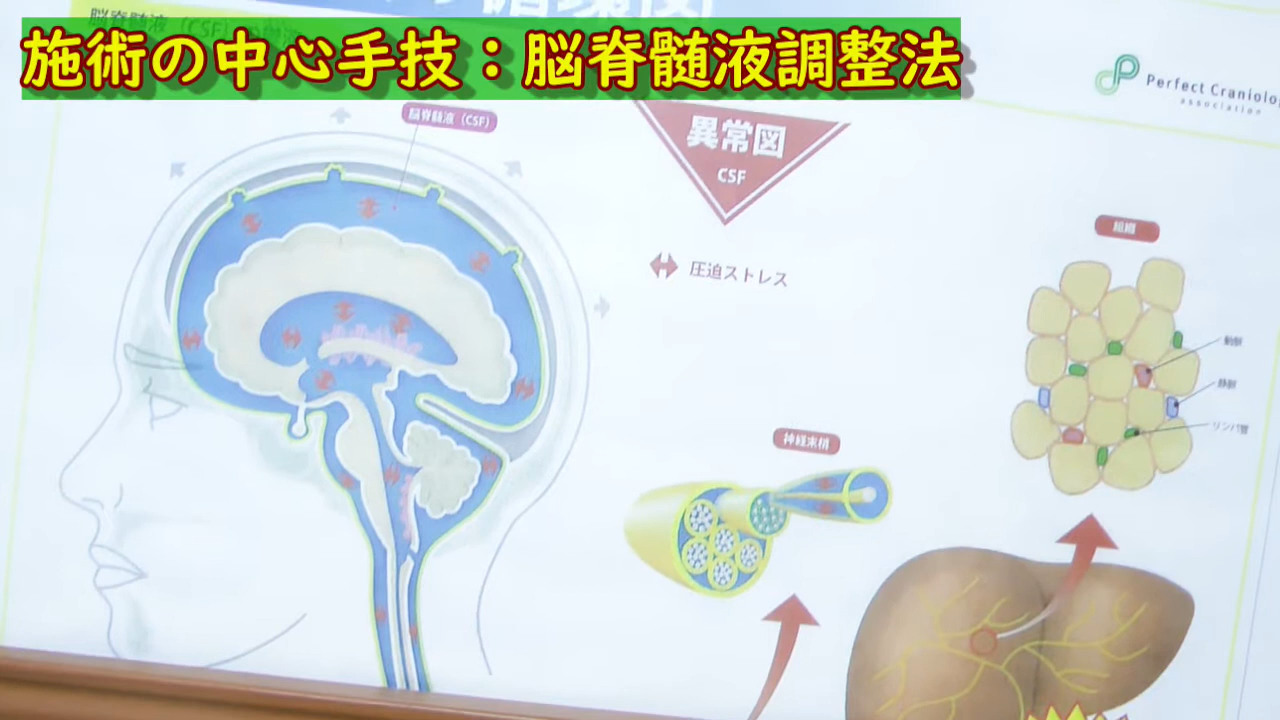 施術の中心手技：脳脊髄液調整法
脳脊髄液（CSF）
異常図
CSF
圧迫ストレス
Perfect Craniolo
association
組織
動脈
静脈
リンパ管
神経末梢